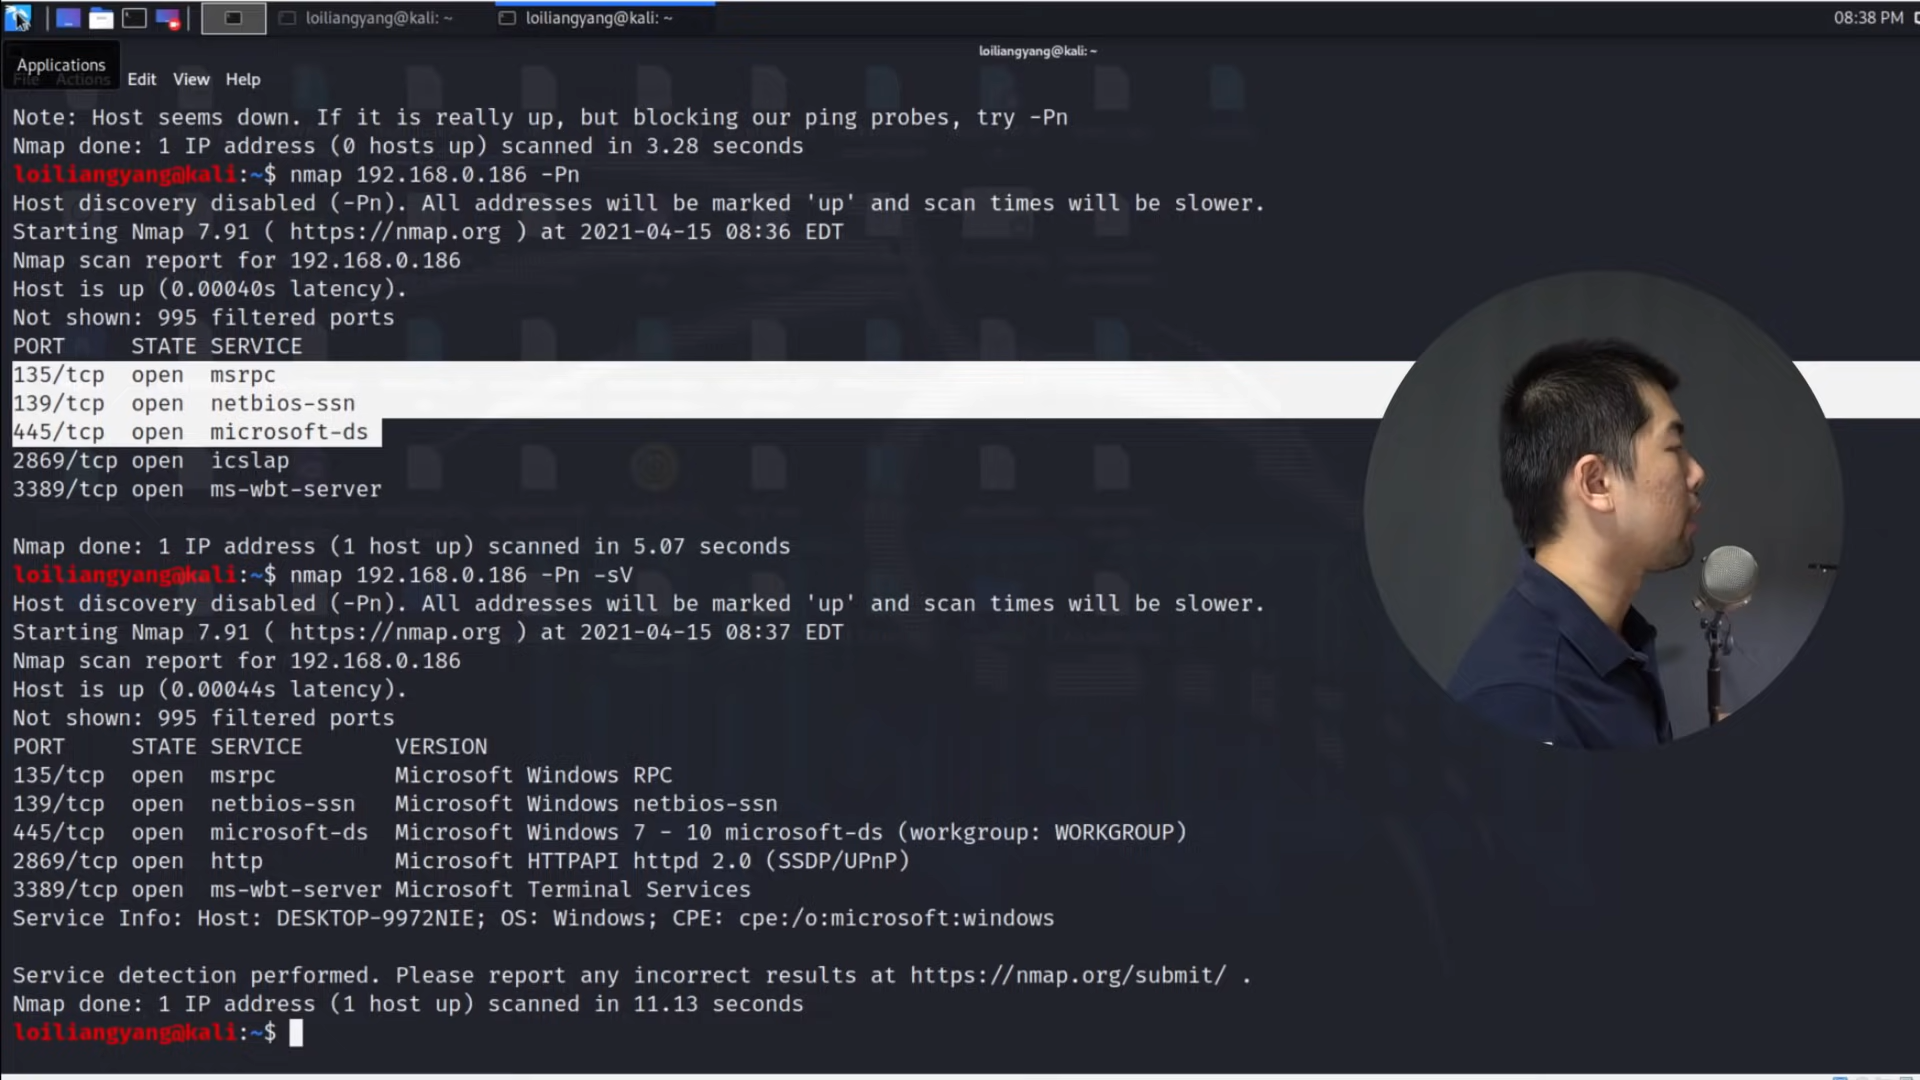 loiliangyang@kali: ~
loiliangyang@kali: ~
08:38 PM
loiliangyang@kali: ~
Applications
File Actions Edit View Help
Note: Host seems down. If it is really up, but blocking our ping probes, try -Pn
Nmap done: 1 IP address (0 hosts up) scanned in 3.28 seconds
loiliangyang@kali:~$ nmap 192.168.0.186 -Pn
Host discovery disabled (-Pn). All addresses will be marked 'up' and scan times will be slower.
Starting Nmap 7.91 ( https://nmap.org ) at 2021-04-15 08:36 EDT
Nmap scan report for 192.168.0.186
Host is up (0.00040s latency).
Not shown: 995 filtered ports
PORT STATE SERVICE
135/tcp open msrpc
139/tcp open netbios-ssn
445/tcp open microsoft-ds
2869/tcp open icslap
3389/tcp open ms-wbt-server
Nmap done: 1 IP address (1 host up) scanned in 5.07 seconds
loiliangyang@kali:~$ nmap 192.168.0.186 -Pn -sV
Host discovery disabled (-Pn). All addresses will be marked 'up' and scan times will be slower.
Starting Nmap 7.91 ( https://nmap.org ) at 2021-04-15 08:37 EDT
Nmap scan report for 192.168.0.186
Host is up (0.00044s latency).
Not shown: 995 filtered ports
PORT STATE SERVICE VERSION
135/tcp open msrpc Microsoft Windows RPC
139/tcp open netbios-ssn Microsoft Windows netbios-ssn
445/tcp open microsoft-ds Microsoft Windows 7 - 10 microsoft-ds (workgroup: WORKGROUP)
2869/tcp open http Microsoft HTTPAPI httpd 2.0 (SSDP/UPnP)
3389/tcp open ms-wbt-server Microsoft Terminal Services
Service Info: Host: DESKTOP-9972NIE; OS: Windows; CPE: cpe:/o:microsoft:windows
Service detection performed. Please report any incorrect results at https://nmap.org/submit/ .
Nmap done: 1 IP address (1 host up) scanned in 11.13 seconds
loiliangyang@kali:~$